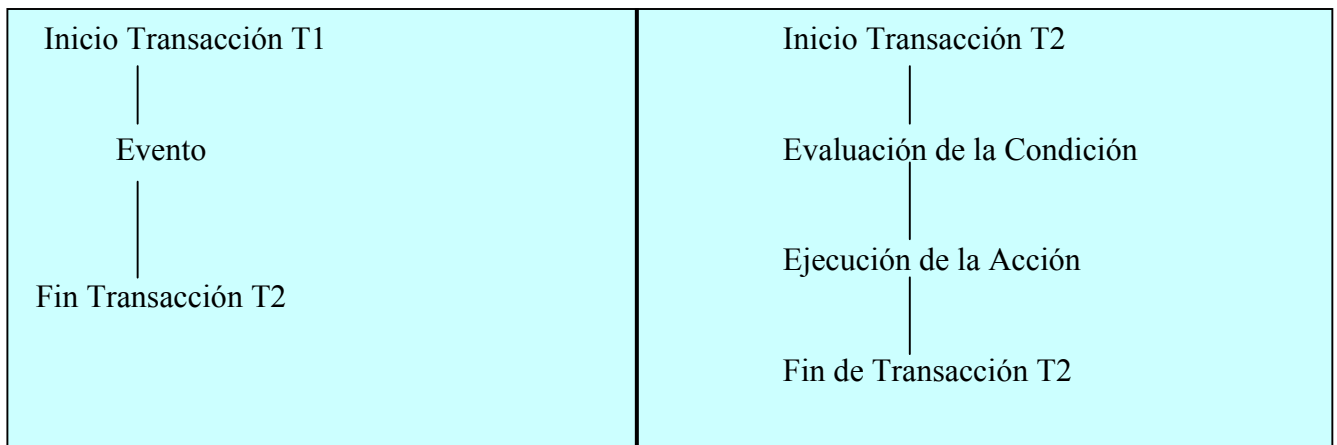 Inicio Transacción T1
Evento
Fin Transacción T2
Inicio Transacción T2
Evaluación de la Condición
Ejecución de la Acción
Fin de Transacción T2